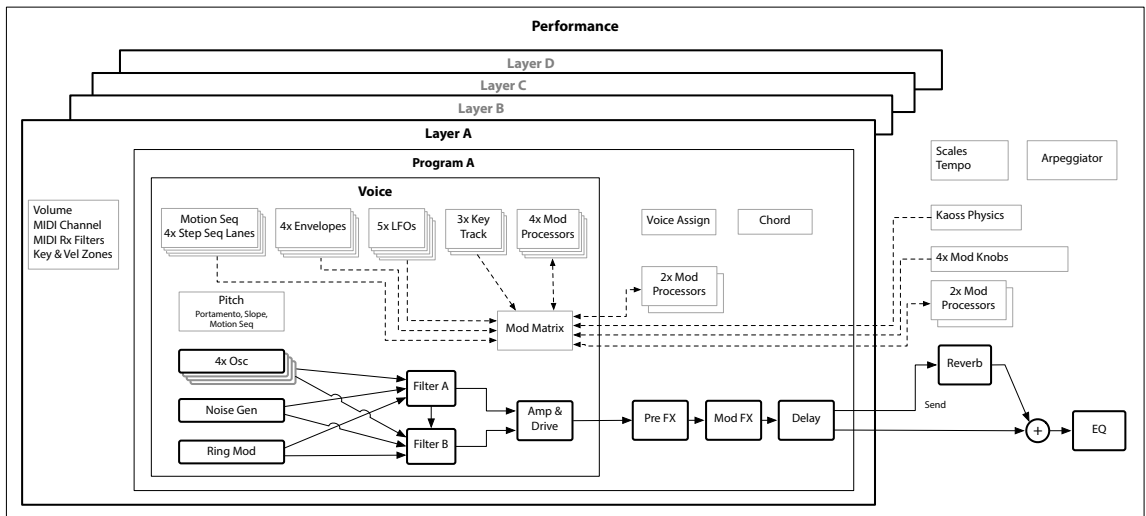 Performance
Layer D
Layer C
Layer B
Layer A
Program A
Voice
Scales
Tempo
Arpeggiator
Volume
MIDI Channel
MIDI Rx Filters
Key & Vel Zones
Motion Seq
4x Step Seq Lanes
4x Envelopes
5x LFOs
3x Key
Track
4x Mod
Processors
Voice Assign
Chord
Kaoss Physics
4x Mod Knobs
2x Mod
Processors
2x Mod
Processors
Pitch
Portamento, Slope,
Motion Seq
Mod Matrix
4x Osc
Noise Gen
Ring Mod
Filter A
Filter B
Amp &
Drive
Pre FX
Mod FX
Delay
Send
Reverb
+
EQ